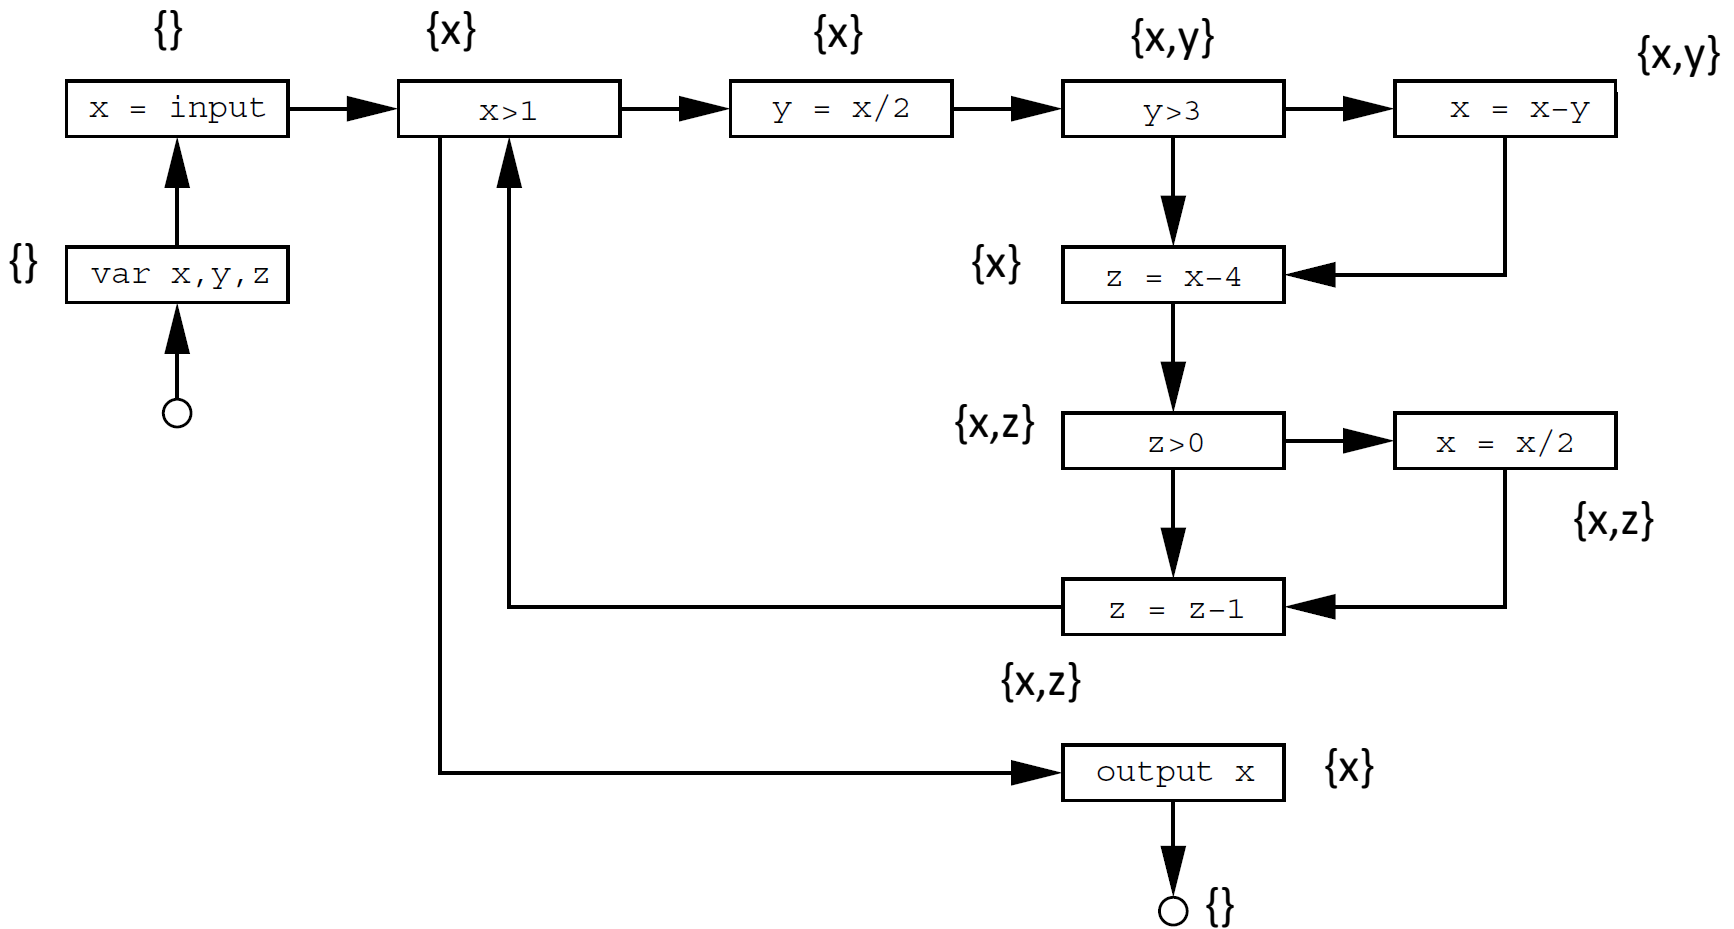 {}
{x}
{x}
{x,y}
{x,y}
x = input
x>1
y = x/2
y>3
x = x-y
{}
var x,y,z
{x}
z = x-4
{x,z}
z>0
x = x/2
{x,z}
z = z-1
{x,z}
output x
{x}
{}